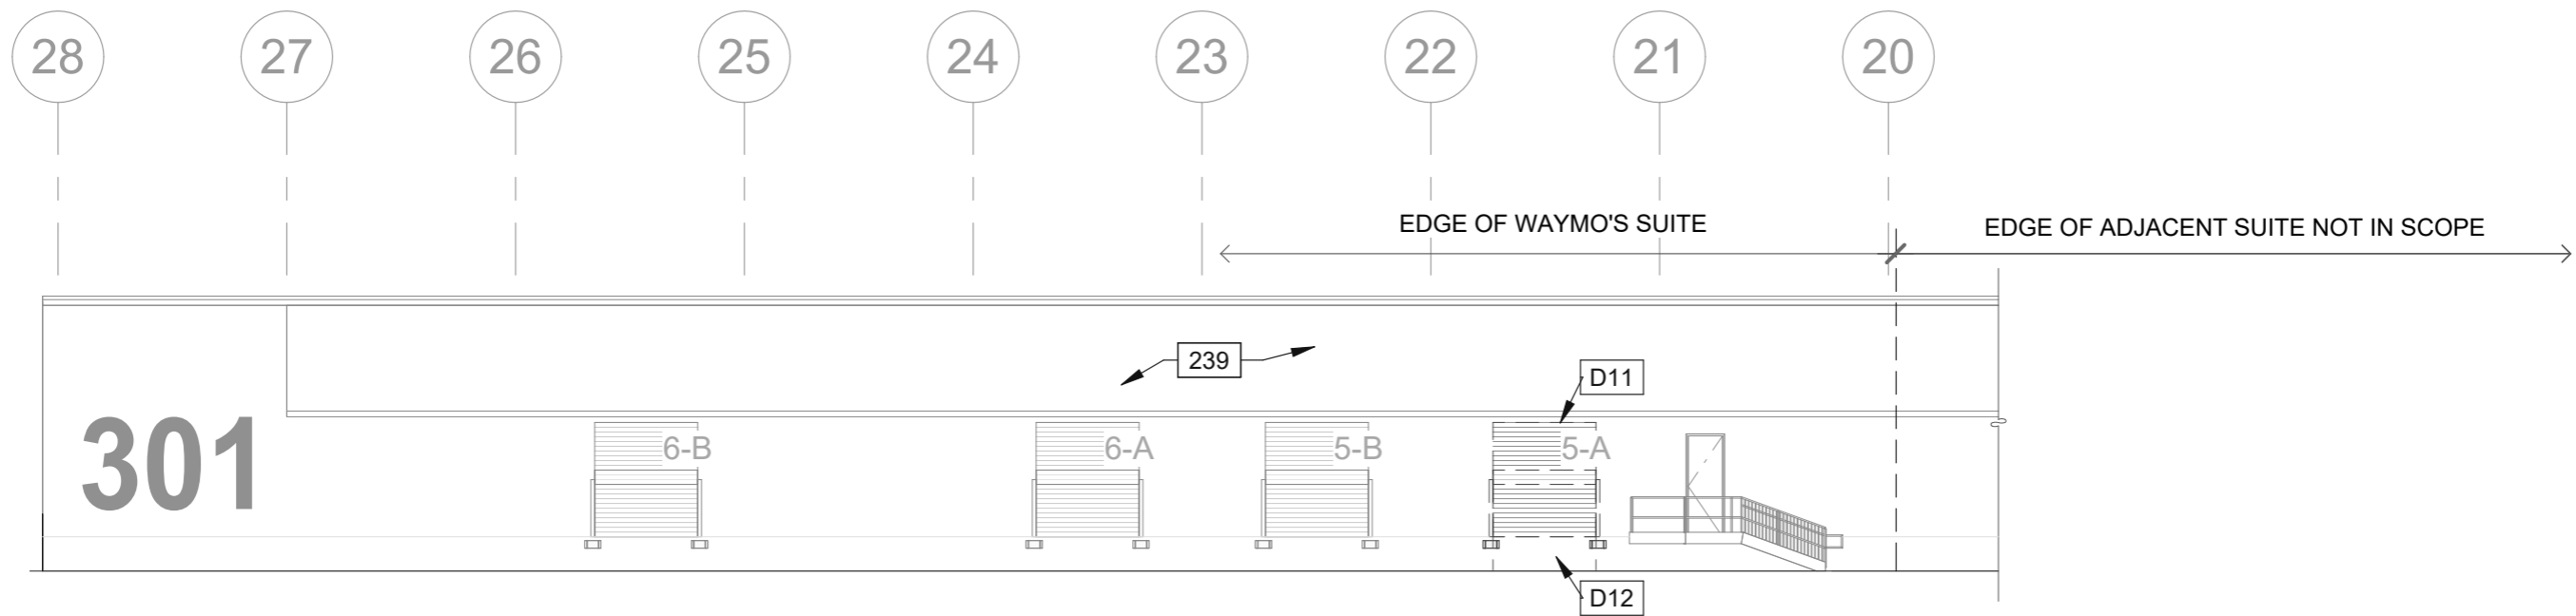 28 27 26 25 24 23 22 21 20
EDGE OF WAYMO'S SUITE
EDGE OF ADJACENT SUITE NOT IN SCOPE
239
D11
301
6-B 6-A 5-B 5-A
D12